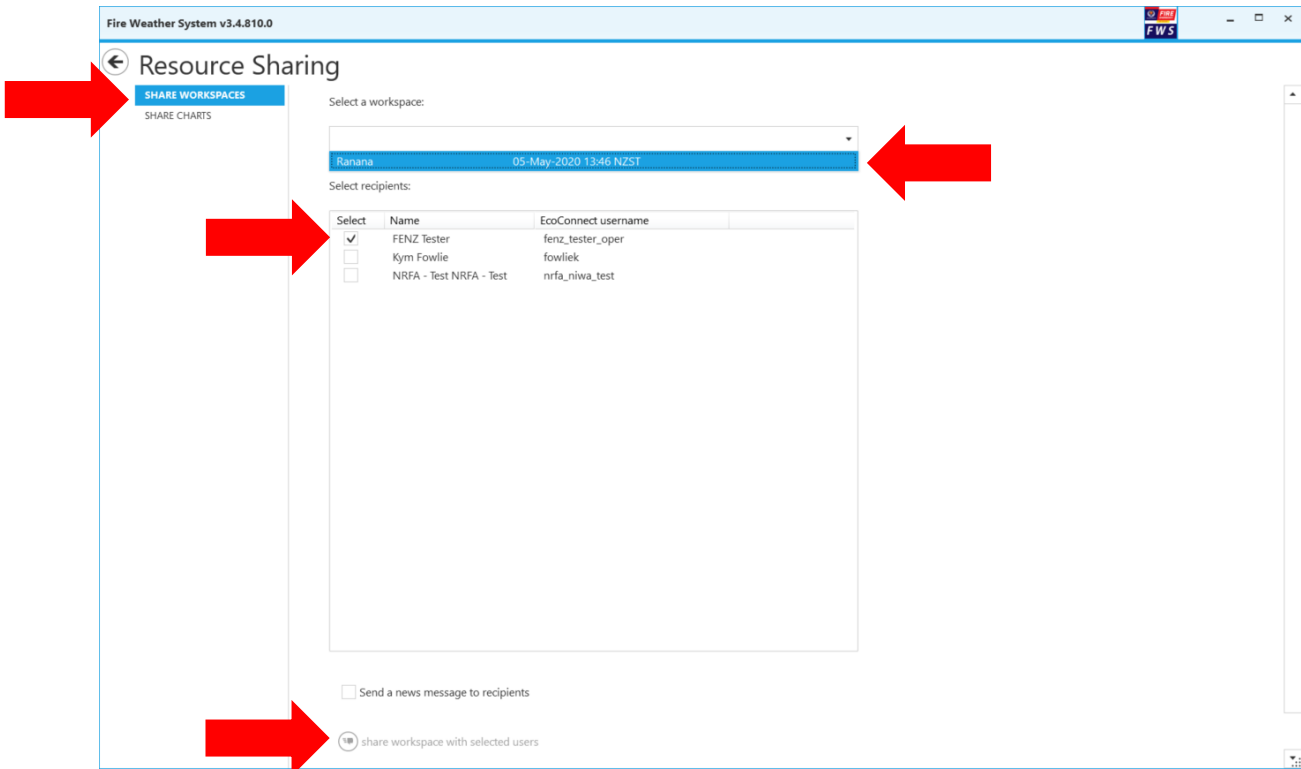 Fire Weather System v3.4.810.0
FIRE
FWS
Resource Sharing
SHARE WORKSPACES
SHARE CHARTS
Select a workspace:
Ranana 05-May-2020 13:46 NZST
Select recipients:
Select Name EcoConnect username
FENZ Tester fenz_tester_oper
Kym Fowlie fowliek
NRFA - Test NRFA - Test nrfa_niwa_test
Send a news message to recipients
share workspace with selected users